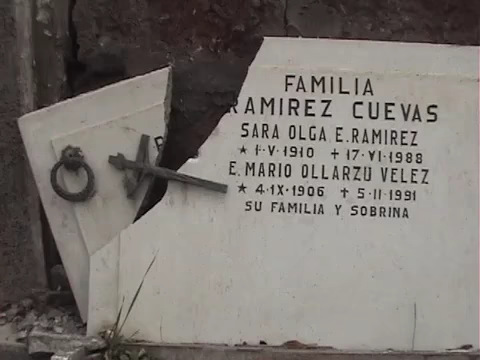 FAMILIA
RAMIREZ CUEVAS
SARA OLGA E. RAMIREZ
★ 1·V·1910 ✝ 17·VI·1988
E. MARIO OLLARZU VELEZ
★ 4·IX·1906 ✝ 5·11·1991
SU FAMILIA Y SOBRINA